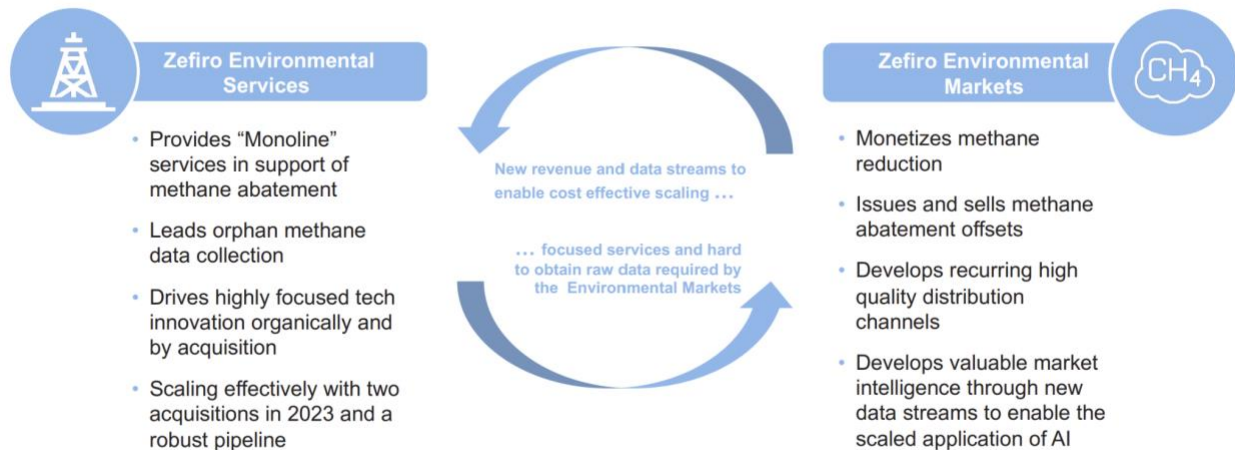 Zefiro Environmental
Services
• Provides “Monoline”
services in support of
methane abatement
• Leads orphan methane
data collection
• Drives highly focused tech
innovation organically and
by acquisition
• Scaling effectively with two
acquisitions in 2023 and a
robust pipeline
New revenue and data streams to
enable cost effective scaling ...
... focused services and hard
to obtain raw data required by
the Environmental Markets
Zefiro Environmental
Markets
CH₄
• Monetizes methane
reduction
• Issues and sells methane
abatement offsets
• Develops recurring high
quality distribution
channels
• Develops valuable market
intelligence through new
data streams to enable the
scaled application of AI